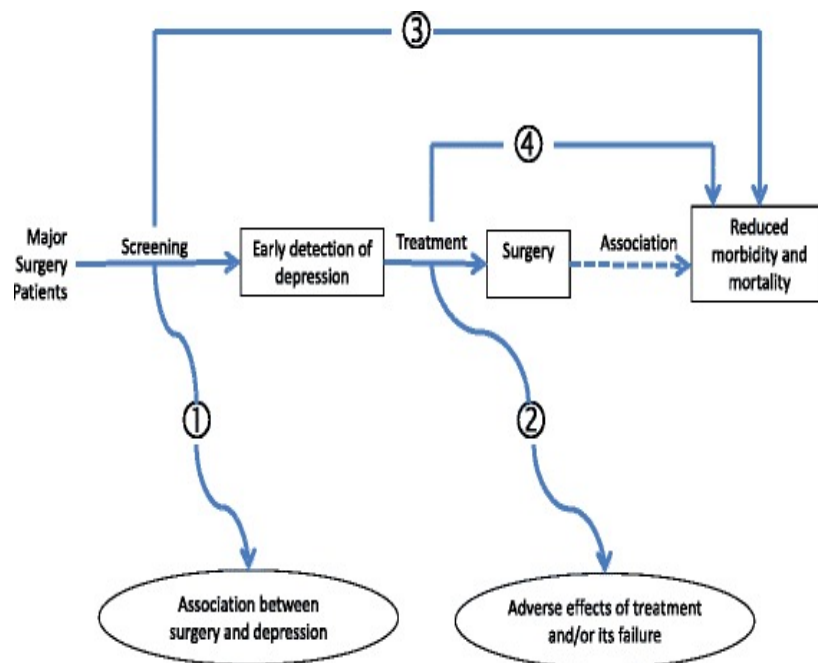 ③
④
Major
Surgery
Patients
Screening
Early detection of
depression
Treatment
Surgery
Association
Reduced
morbidity and
mortality
①
②
Association between
surgery and depression
Adverse effects of treatment
and/or its failure